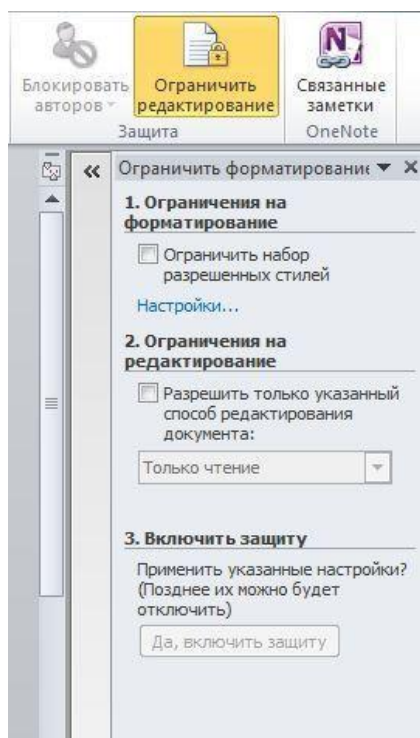 Блокировать
авторов
Ограничить
редактирование
Связанные
заметки
Защита
OneNote
Ограничить форматирование
1. Ограничения на
форматирование
Ограничить набор
разрешенных стилей
Настройки...
2. Ограничения на
редактирование
Разрешить только указанный
способ редактирования
документа:
Только чтение
3. Включить защиту
Применить указанные настройки?
(Позднее их можно будет
отключить)
Да, включить защиту